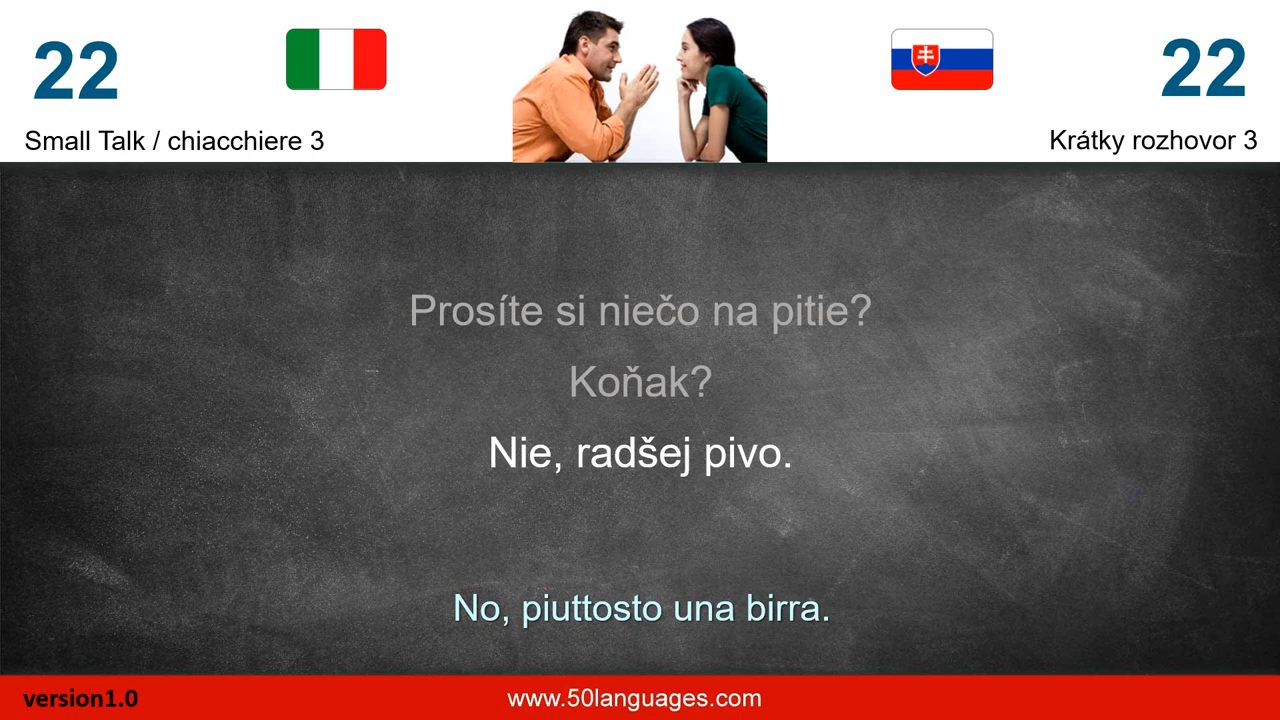 22
22
Small Talk / chiacchiere 3
Krátky rozhovor 3
Prosíte si niečo na pitie?
Koňak?
Nie, radšej pivo.
No, piuttosto una birra.
version1.0
www.50languages.com